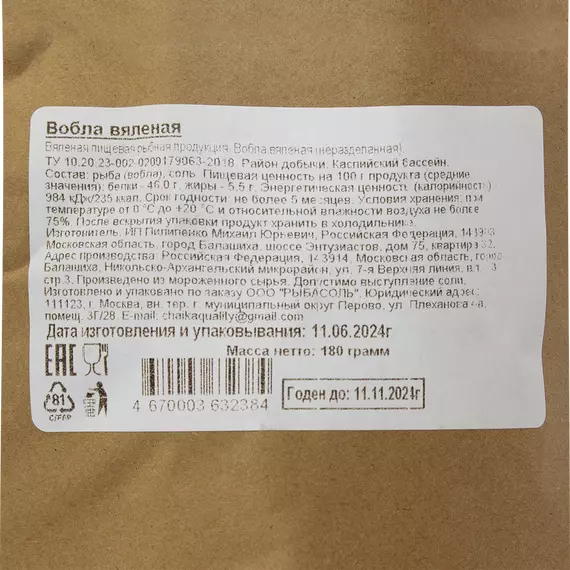 Вобла вяленая
Вяленая пищевая рыбная продукция. Вобла вяленая (неразделанная).
ТУ 10.20.23-002-0209179063-2018. Район добычи: Каспийский бассейн.
Состав: рыба (вобла), соль. Пищевая ценность на 100 г продукта (средние
значения): белки - 46,0 г, жиры - 5,5 г. Энергетическая ценность (калорийность)
984 кДж/235 ккал. Срок годности: не более 5 месяцев. Условия хранения: при
температуре от 0 °С до +20 °С и относительной влажности воздуха не более
75%. После вскрытия упаковки продукт хранить в холодильнике.
Изготовитель: ИП Пилипенко Михаил Юрьевич, Российская Федерация,
Московская область, город Балашиха, шоссе Энтузиастов, дом 75, квартира
Адрес производства: Российская Федерация, 143914, Московская область, город
Балашиха, Никольско-Архангельский микрорайон, ул. 7-я Верхняя линия,
стр.3. Произведено из мороженного сырья. Допустимо выступление соли.
Изготовлено и упаковано по заказу ООО "РЫБАСОЛЬ". Юридический адрес:
111123, г. Москва, вн. тер. г. муниципальный округ Перово, ул. Плеханова
помещ. 3Г/28. E-mail: chaikaquality@gmail.com
Дата изготовления и упаковывания: 11.06.2024г
Масса нетто: 180 грамм
EAC
4 670003 632384
Годен до: 11.11.2024г
81
C/PAP